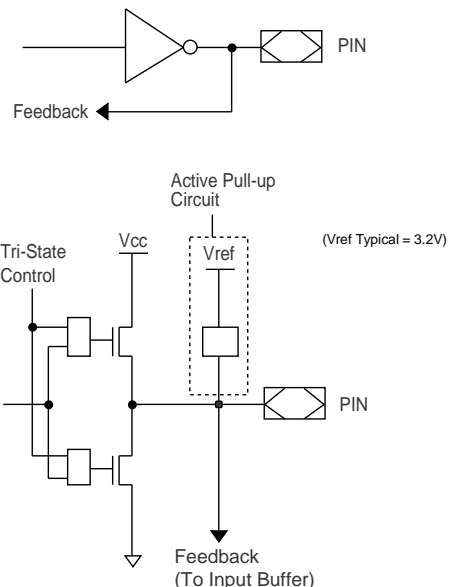 PIN
Feedback
Active Pull-up
Circuit
(Vref Typical = 3.2V)
Tri-State
Control
Vcc
Vref
PIN
Feedback
(To Input Buffer)